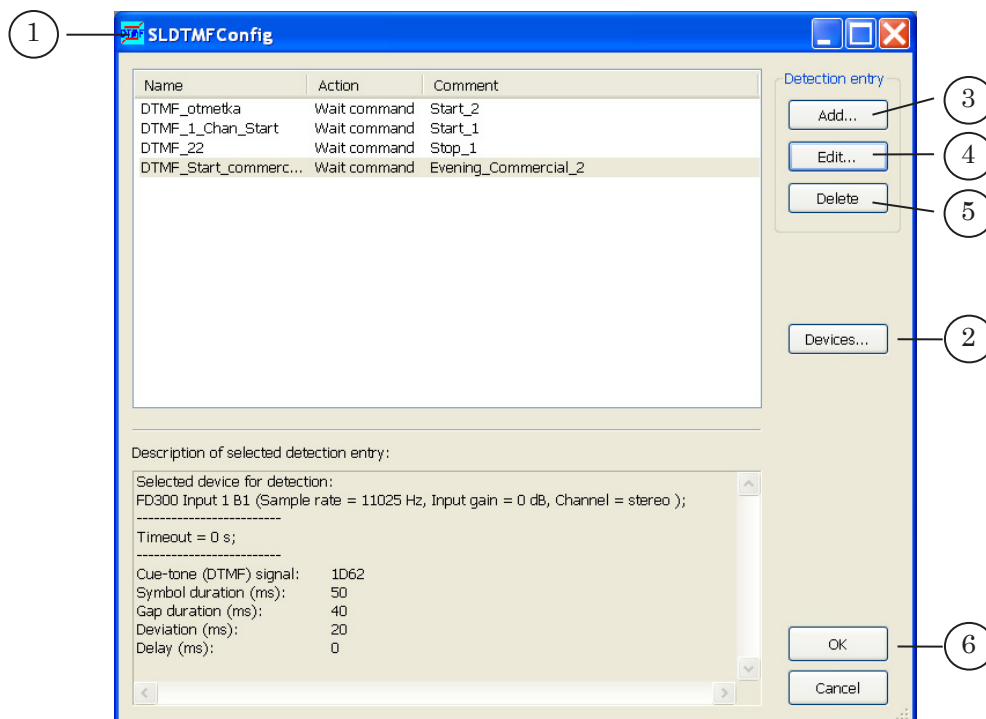 1
DTMF SLDTMFConfig
Name Action Comment
DTMF_otmetka Wait command Start_2
DTMF_1_Chan_Start Wait command Start_1
DTMF_22 Wait command Stop_1
DTMF_Start_commerc... Wait command Evening_Commercial_2
Detection entry
Add... 3
Edit... 4
Delete 5
Devices... 2
Description of selected detection entry:
Selected device for detection:
FD300 Input 1 B1 (Sample rate = 11025 Hz, Input gain = 0 dB, Channel = stereo );
-------------------------
Timeout = 0 s;
-------------------------
Cue-tone (DTMF) signal: 1D62
Symbol duration (ms): 50
Gap duration (ms): 40
Deviation (ms): 20
Delay (ms): 0
OK 6
Cancel